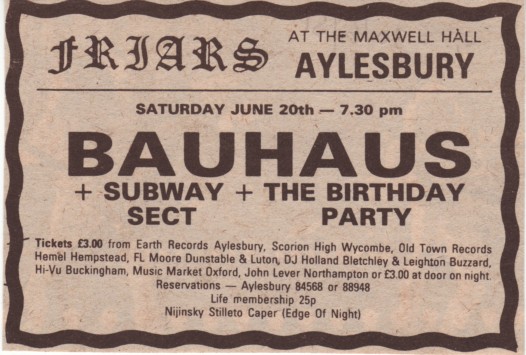 FRIARS
AT THE MAXWELL HALL
AYLESBURY
SATURDAY JUNE 20th — 7.30 pm
BAUHAUS
+ SUBWAY + THE BIRTHDAY
SECT PARTY
Tickets £3.00 from Earth Records Aylesbury, Scorion High Wycombe, Old Town Records
Hemel Hempstead, FL Moore Dunstable & Luton, DJ Holland Bletchley & Leighton Buzzard,
Hi-Vu Buckingham, Music Market Oxford, John Lever Northampton or £3.00 at door on night.
Reservations — Aylesbury 84568 or 88948
Life membership 25p
Nijinsky Stilleto Caper (Edge Of Night)